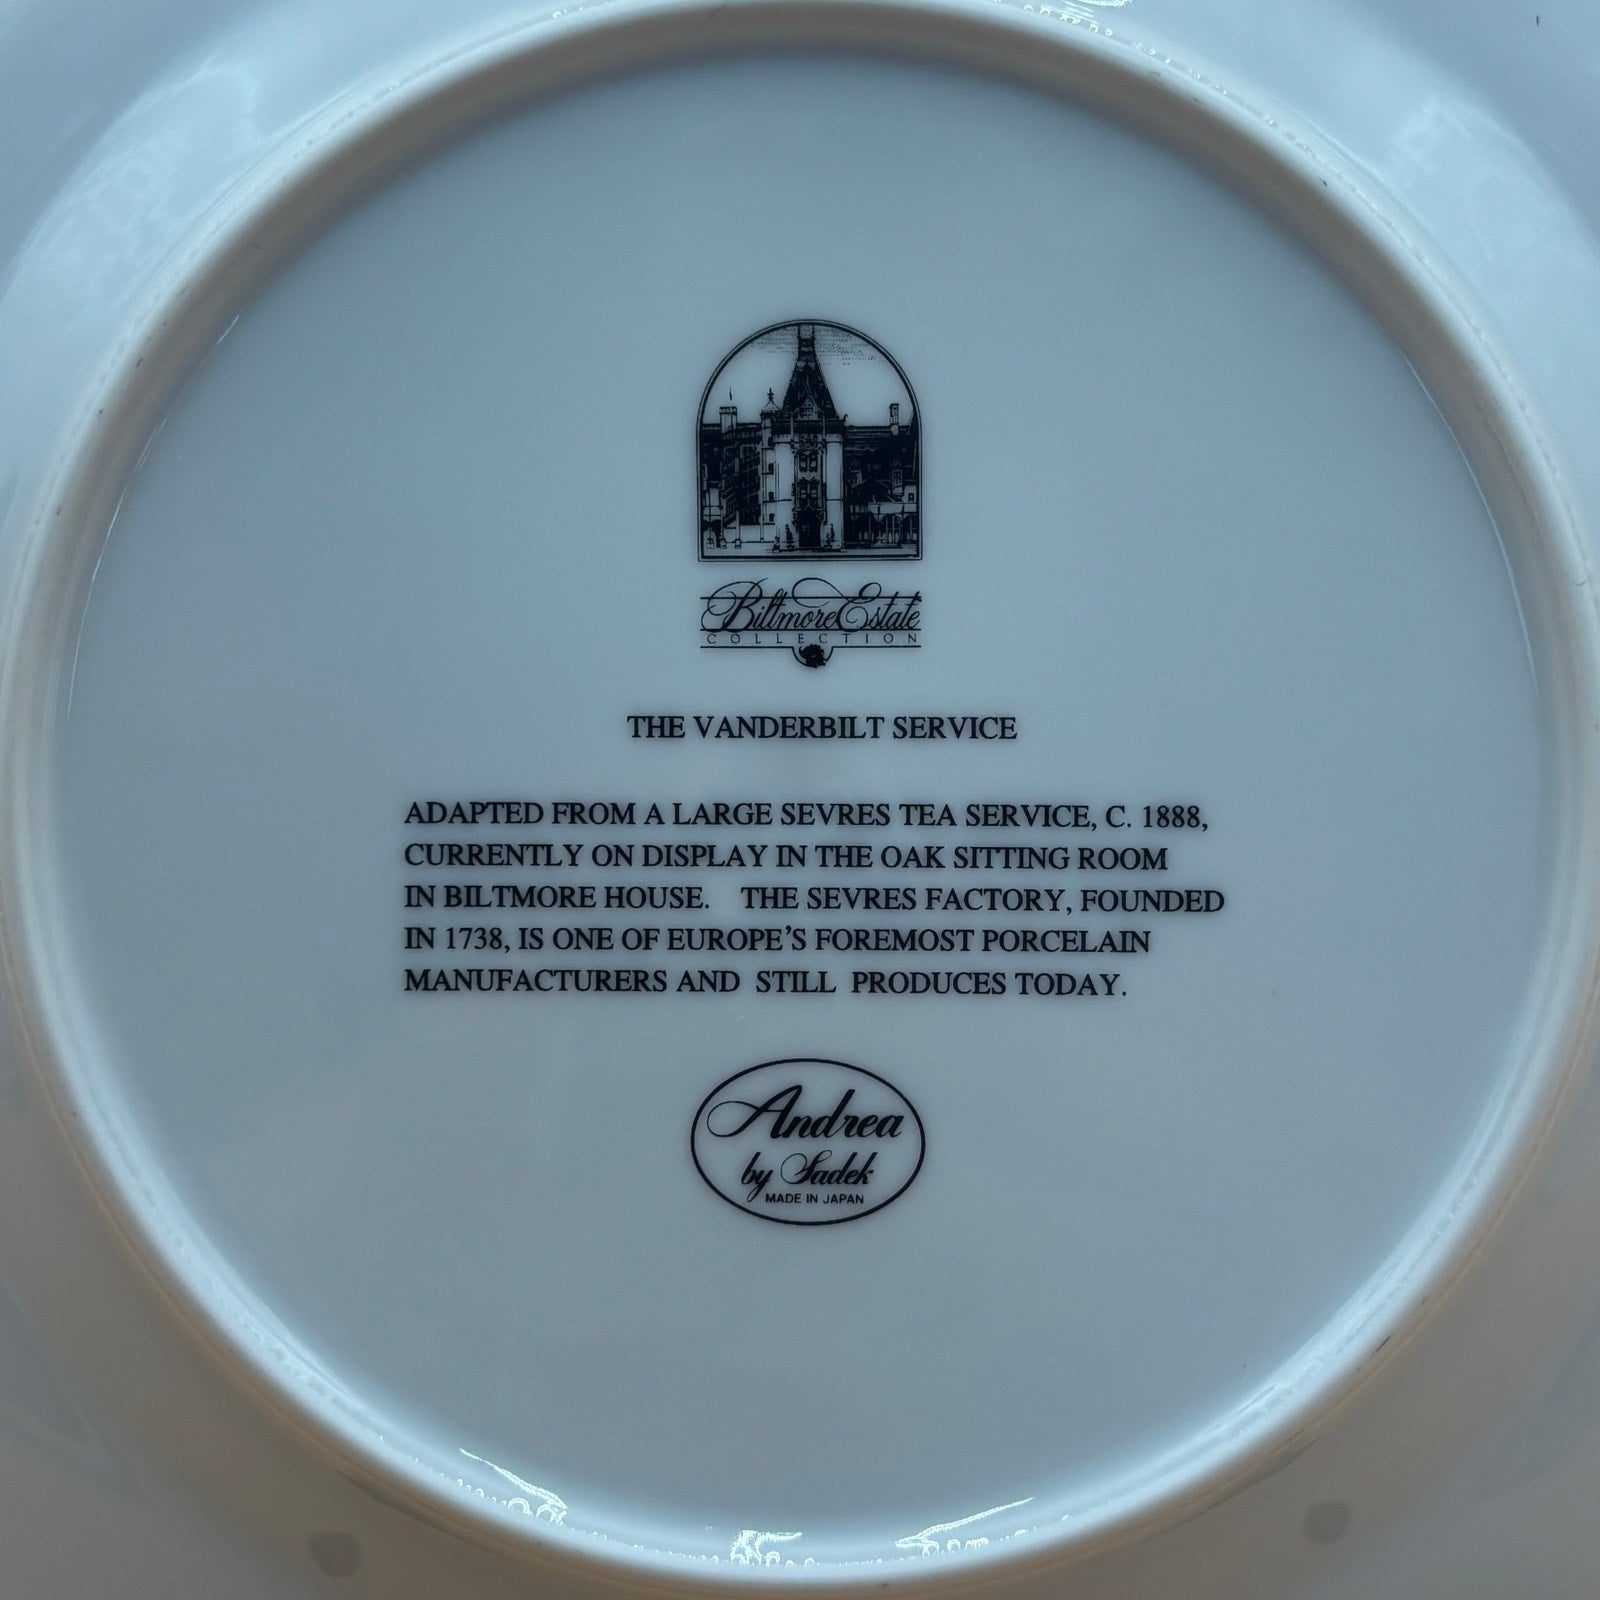 Biltmore Estate
COLLECTION
THE VANDERBILT SERVICE
ADAPTED FROM A LARGE SEVRES TEA SERVICE, C. 1888,
CURRENTLY ON DISPLAY IN THE OAK SITTING ROOM
IN BILTMORE HOUSE. THE SEVRES FACTORY, FOUNDED
IN 1738, IS ONE OF EUROPE'S FOREMOST PORCELAIN
MANUFACTURERS AND STILL PRODUCES TODAY.
Andrea
by Sadek
MADE IN JAPAN